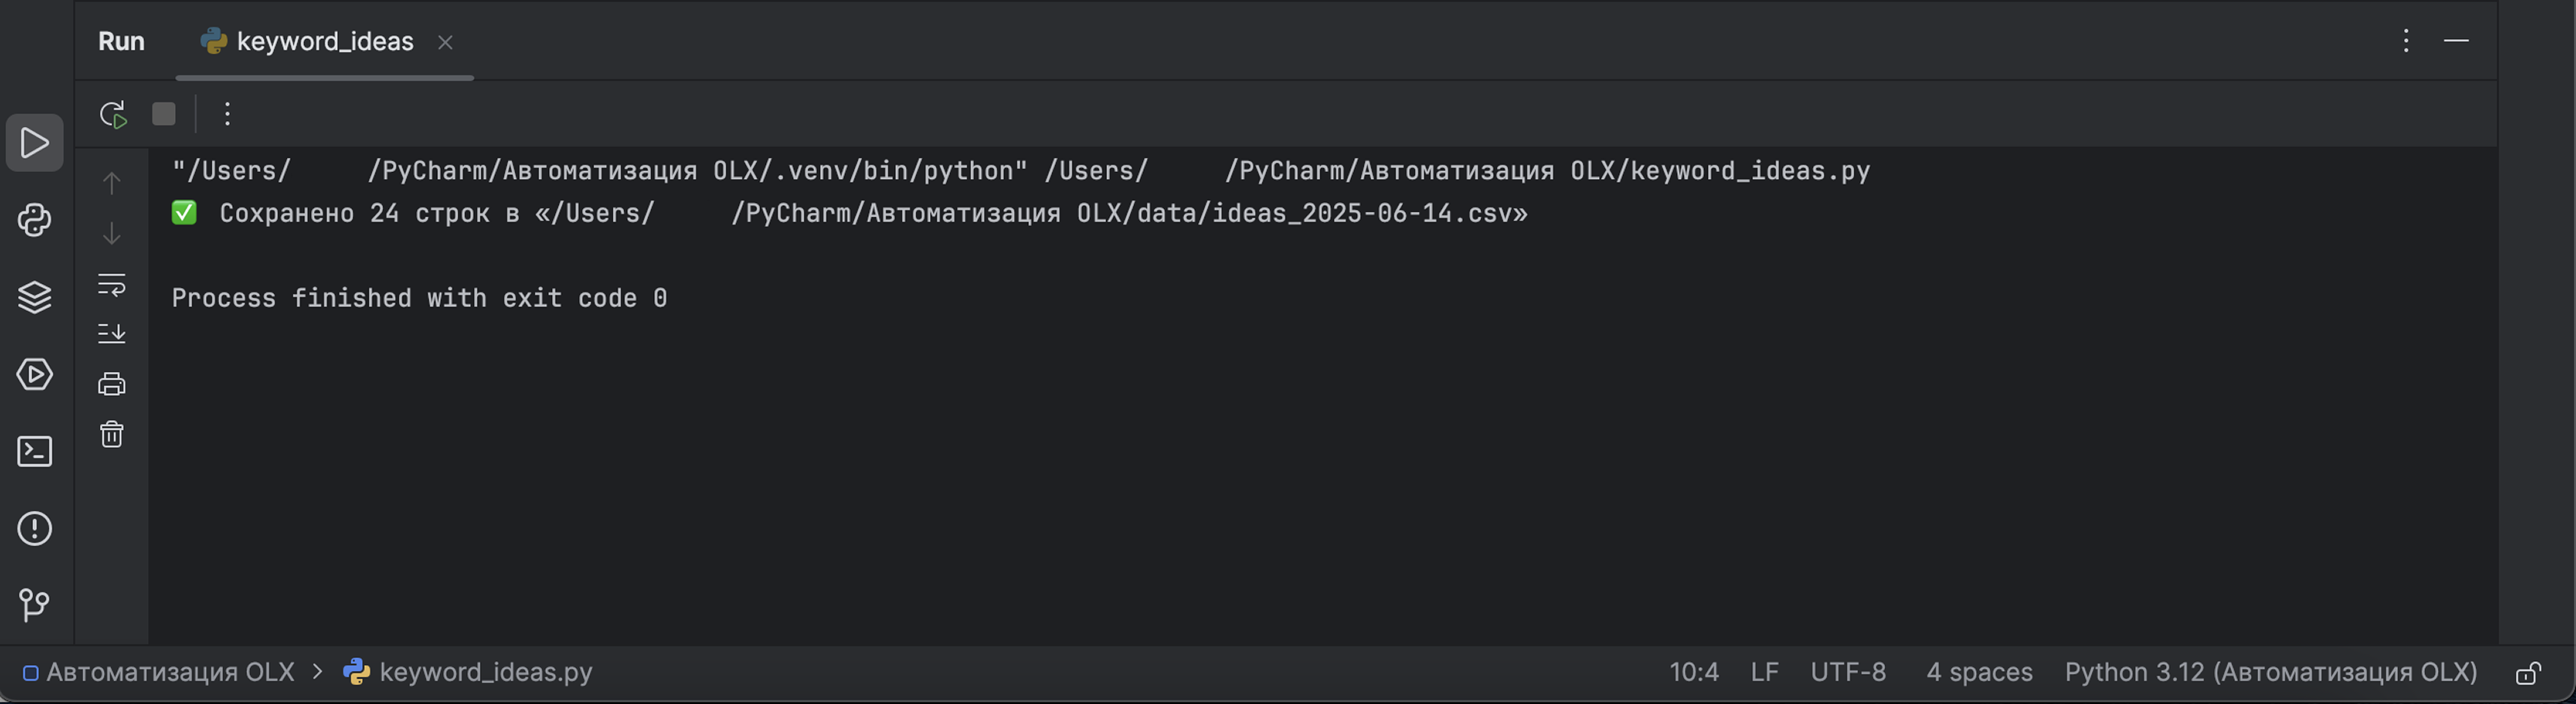 Run keyword_ideas
"/Users/ /PyCharm/Автоматизация OLX/.venv/bin/python" /Users/ /PyCharm/Автоматизация OLX/keyword_ideas.py
✅ Сохранено 24 строк в «/Users/ /PyCharm/Автоматизация OLX/data/ideas_2025-06-14.csv»
Process finished with exit code 0
Автоматизация OLX > keyword_ideas.py 10:4 LF UTF-8 4 spaces Python 3.12 (Автоматизация OLX)